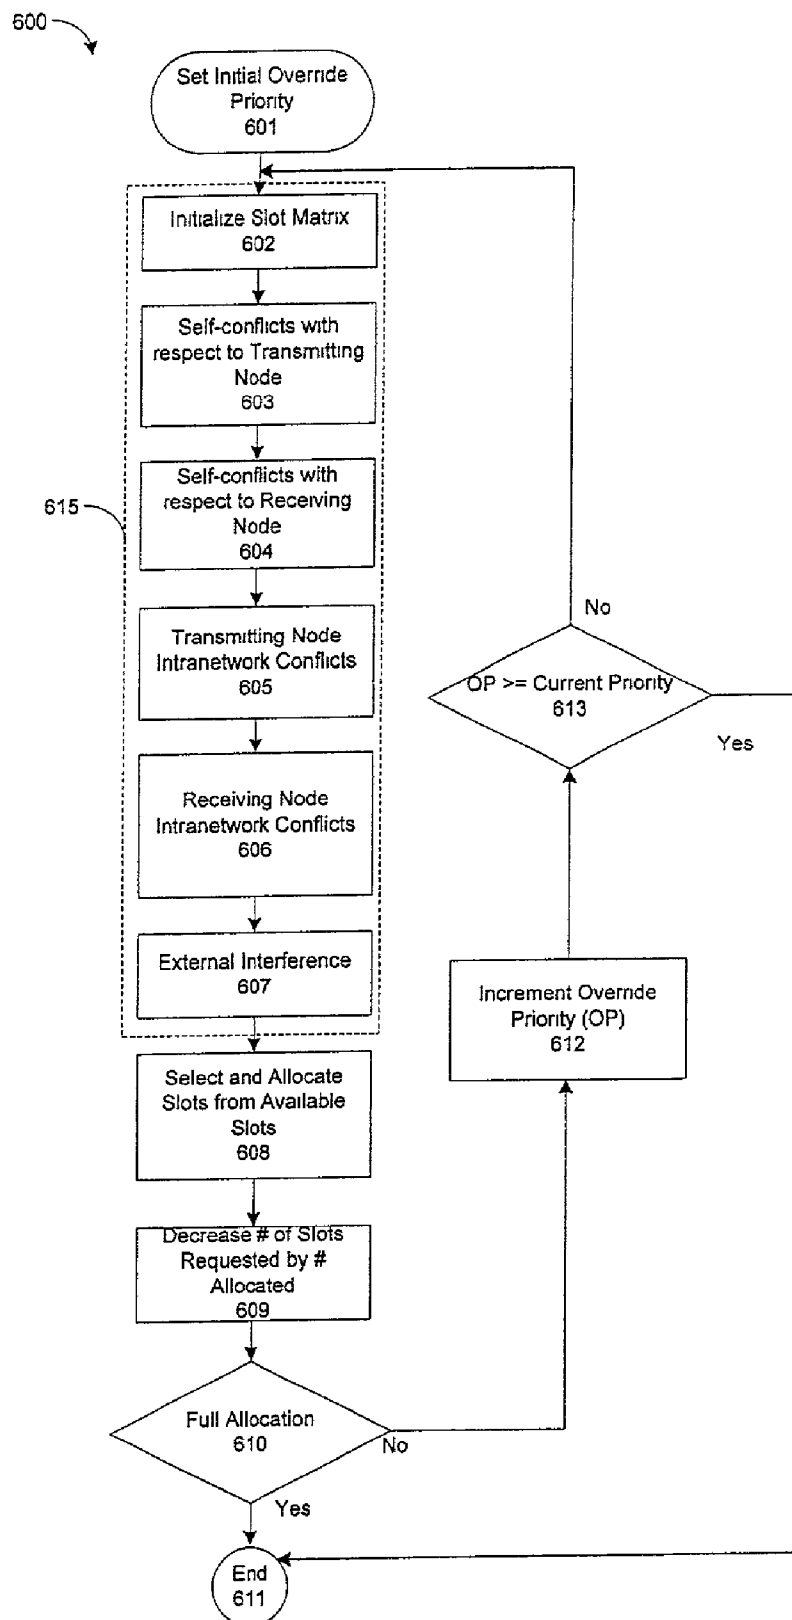 600
Set Initial Override
Priority
601
Initialize Slot Matrix
602
Self-conflicts with
respect to Transmitting
Node
603
Self-conflicts with
respect to Receiving
Node
604
615
Transmitting Node
Intranetwork Conflicts
605
Receiving Node
Intranetwork Conflicts
606
External Interference
607
Select and Allocate
Slots from Available
Slots
608
Decrease # of Slots
Requested by #
Allocated
609
Full Allocation
610
No
Yes
End
611
Increment Override
Priority (OP)
612
OP >= Current Priority
613
No
Yes